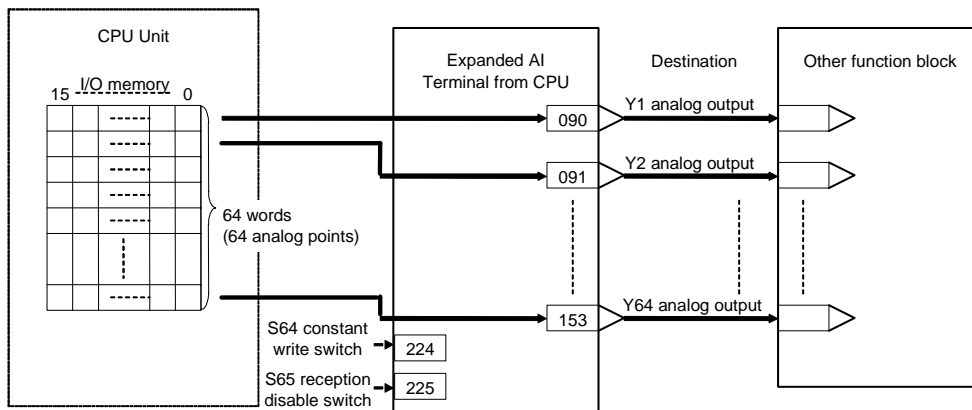 CPU Unit
I/O memory
15 0
64 words
(64 analog points)
Expanded AI
Terminal from CPU
Destination
Other function block
090
Y1 analog output
091
Y2 analog output
153
Y64 analog output
S64 constant
write switch
224
S65 reception
disable switch
225